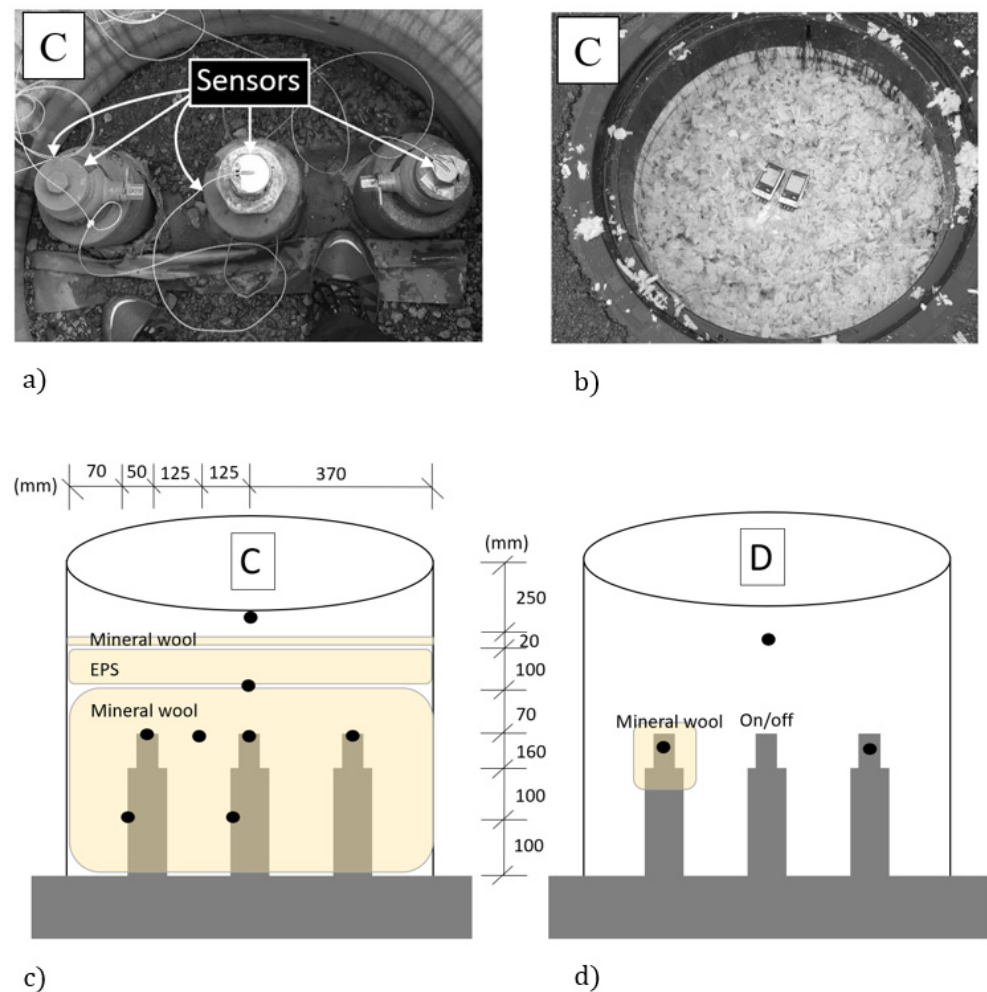 C
Sensors
C
a)
b)
70 50 125 125 370
(mm)
C
(mm)
D
250
Mineral wool
20
EPS
100
Mineral wool
70
Mineral wool On/off
160
100
100
c)
d)